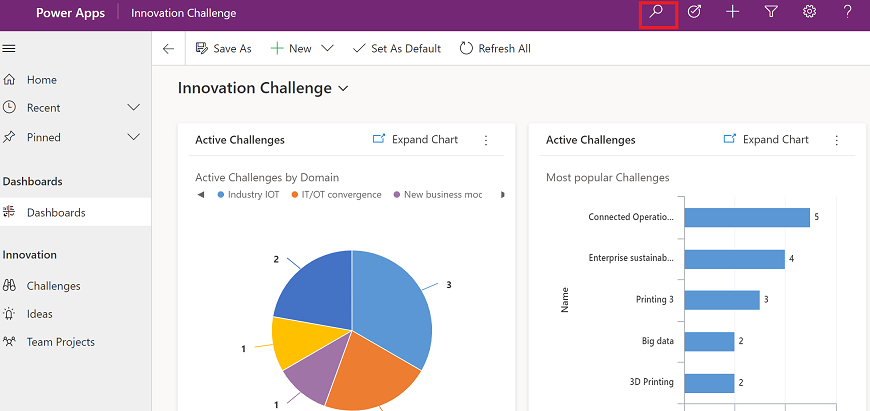 Power Apps
Innovation Challenge
?
Save As
New
Set As Default
Refresh All
Home
Recent
Pinned
Dashboards
Dashboards
Innovation
Challenges
Ideas
Team Projects
Innovation Challenge
Active Challenges
Expand Chart
Active Challenges by Domain
Industry IOT
IT/OT convergence
New business moc
2
3
1
1
Active Challenges
Expand Chart
Most popular Challenges
Name
Connected Operatio... 5
Enterprise sustainab... 4
Printing 3 3
Big data 2
3D Printing 2